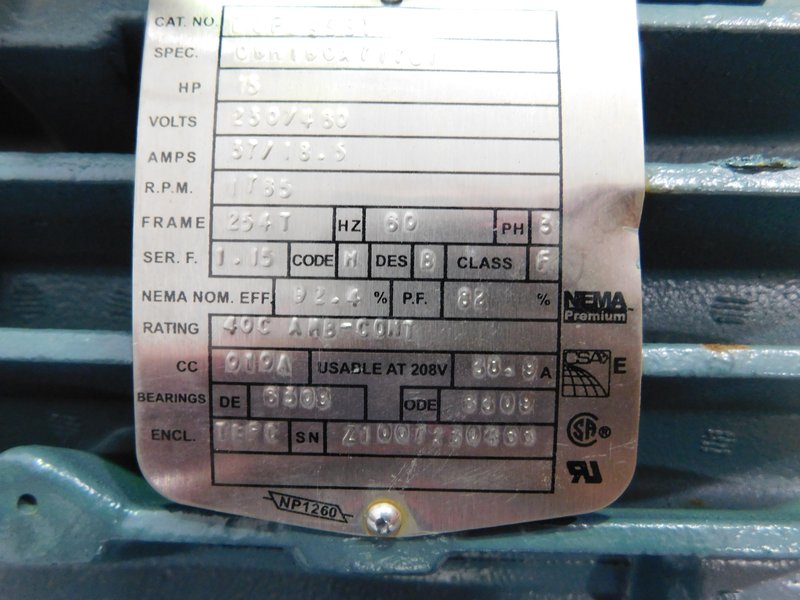 CAT. NO.
SPEC.
HP 15
VOLTS 230/460
AMPS 37/18.5
R.P.M. 1765
FRAME 254T HZ 60 PH 3
SER. F. 1.15 CODE DES B CLASS F
NEMA NOM. EFF. 92.4 % P.F. 82 %
NEMA
Premium
RATING 40C AMB-CONT
CC 010A USABLE AT 208V A
CSA E
BEARINGS DE 6309 ODE
ENCL. TEFC SN
NP1260